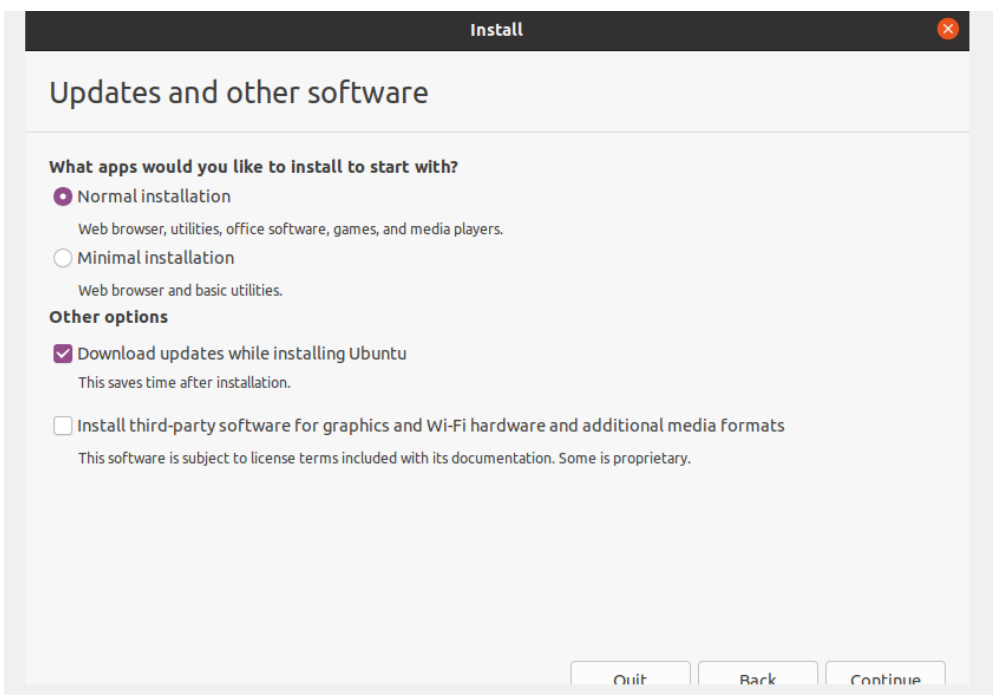 Install
Updates and other software
What apps would you like to install to start with?
Normal installation
Web browser, utilities, office software, games, and media players.
Minimal installation
Web browser and basic utilities.
Other options
Download updates while installing Ubuntu
This saves time after installation.
Install third-party software for graphics and Wi-Fi hardware and additional media formats
This software is subject to license terms included with its documentation. Some is proprietary.
Quit Back Continue